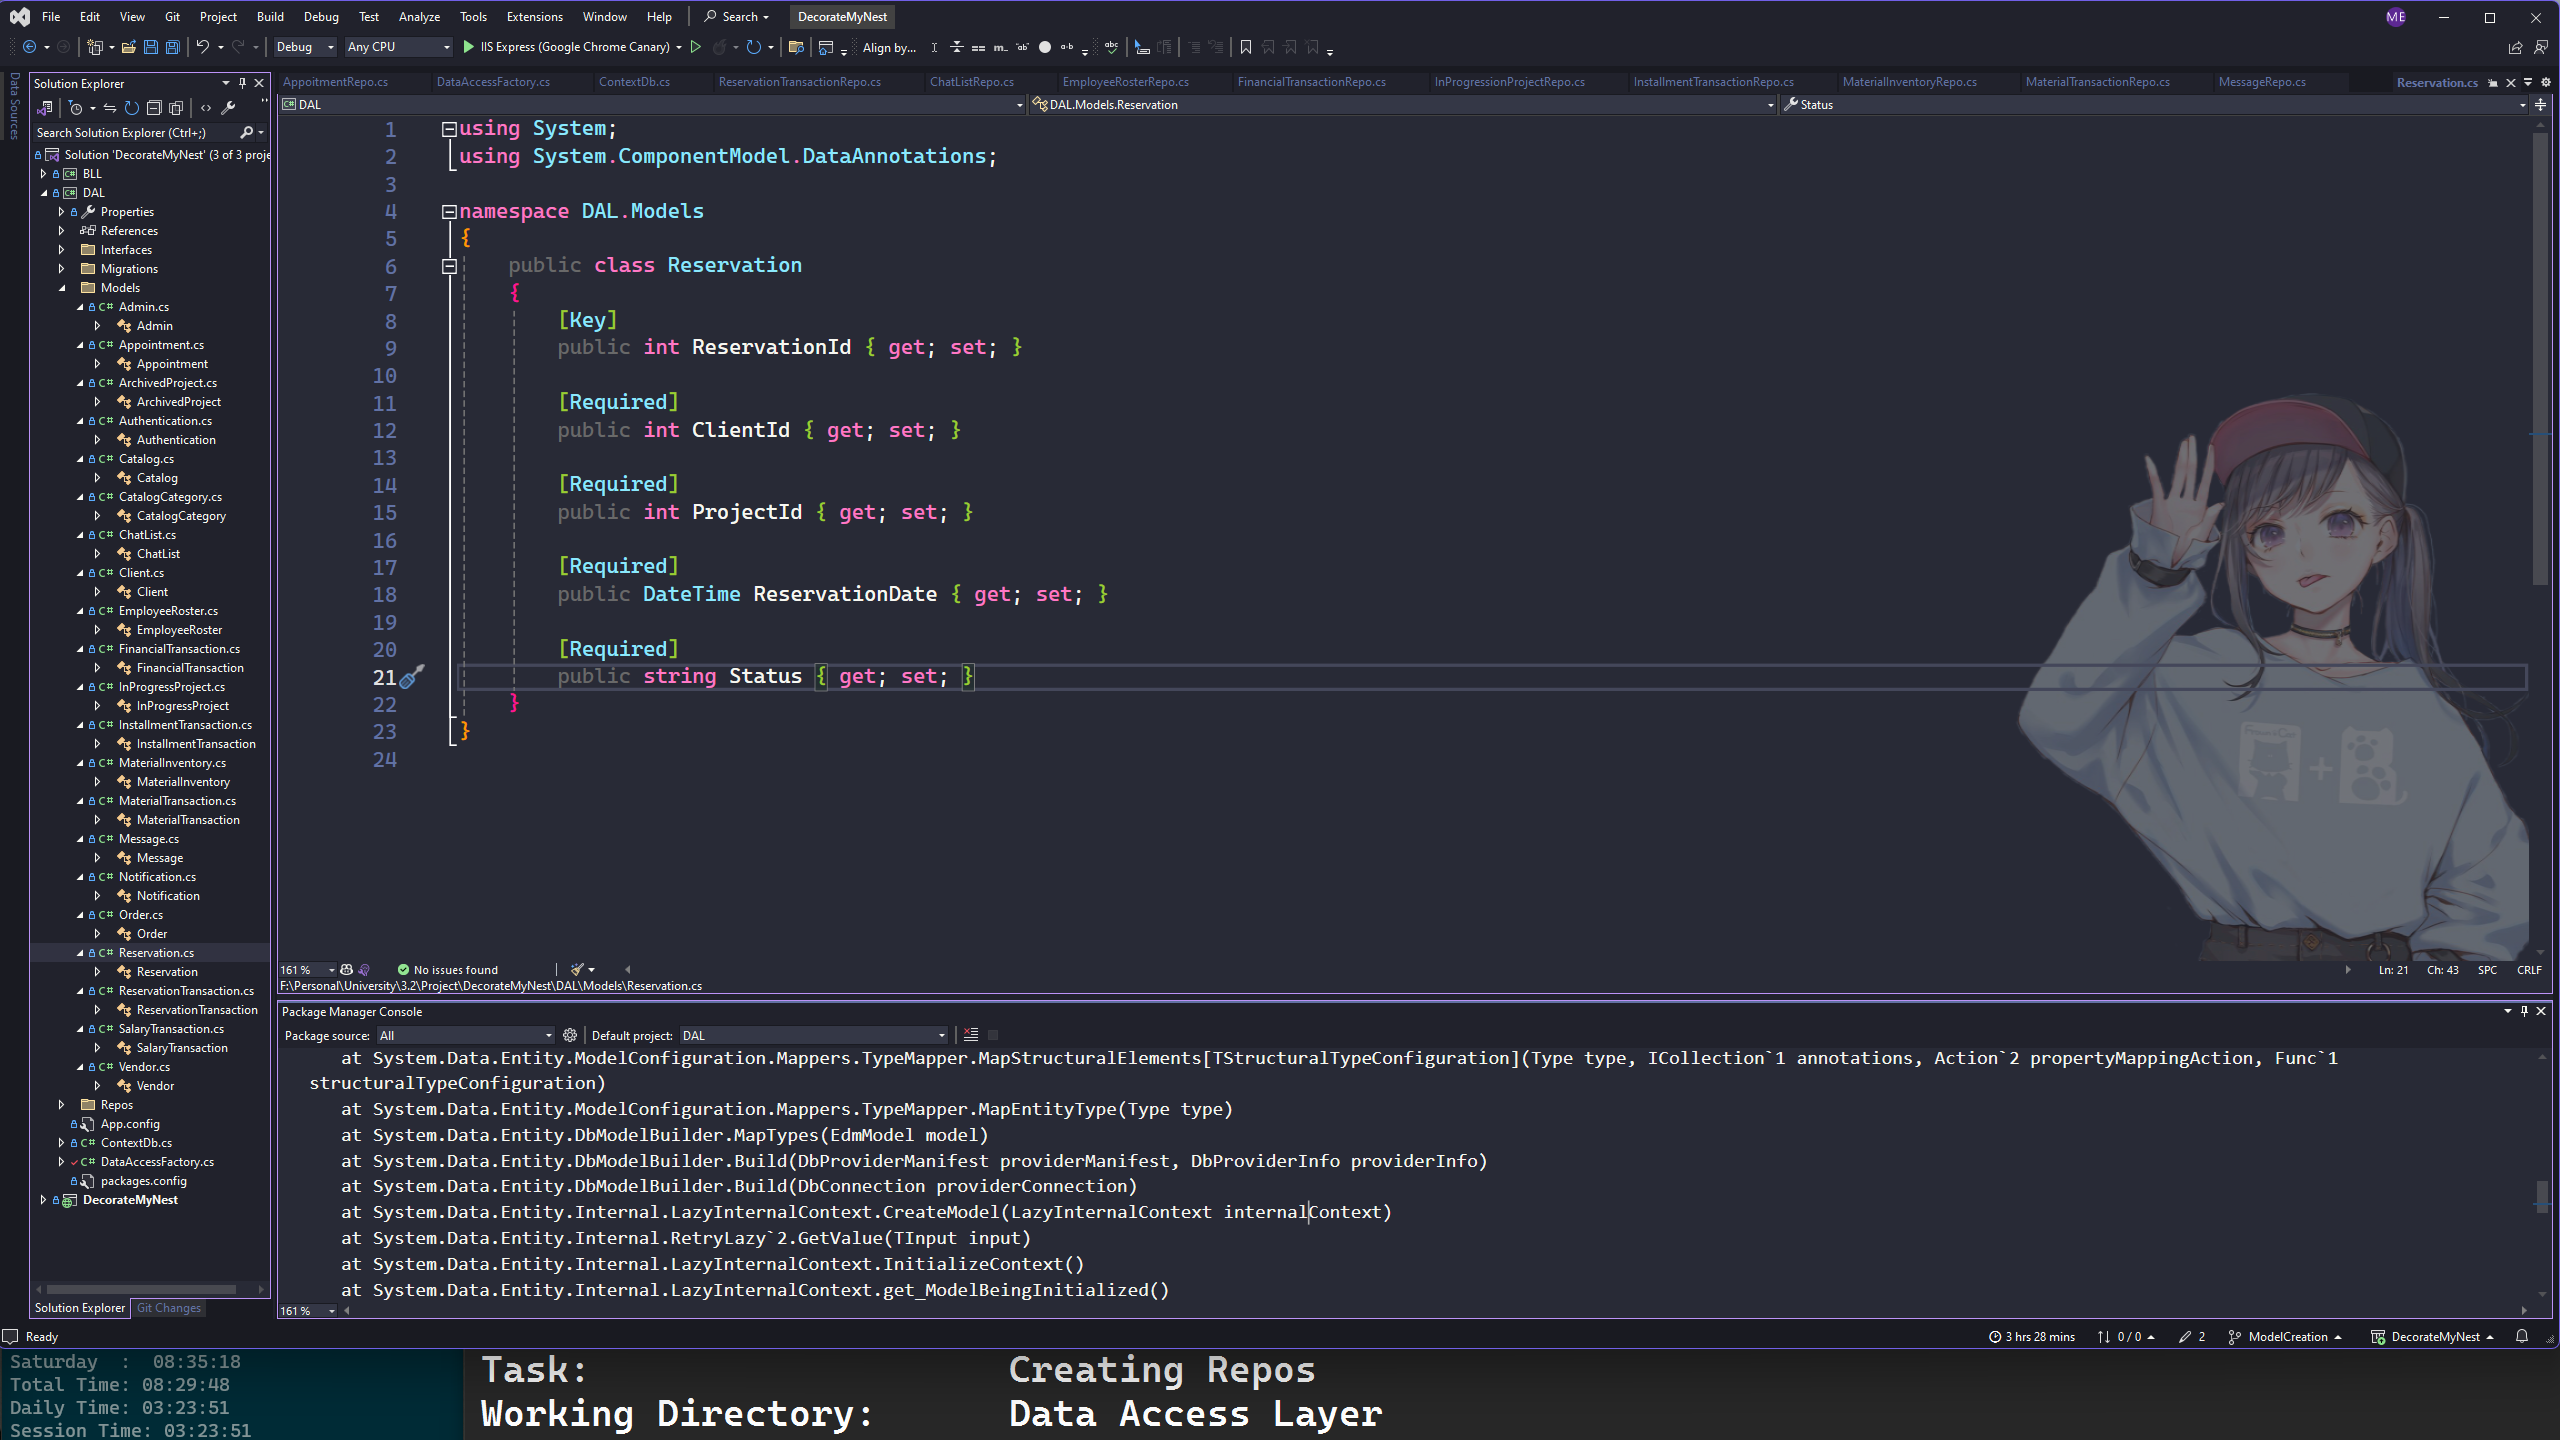 File Edit View Git Project Build Debug Test Analyze Tools Extensions Window Help Search DecorateMyNest ME
Debug Any CPU IIS Express (Google Chrome Canary) Align by...
Data Sources
Solution Explorer
Search Solution Explorer (Ctrl+;)
Solution 'DecorateMyNest' (3 of 3 proje
BLL
DAL
Properties
References
Interfaces
Migrations
Models
C# Admin.cs
Admin
C# Appointment.cs
Appointment
C# ArchivedProject.cs
ArchivedProject
C# Authentication.cs
Authentication
C# Catalog.cs
Catalog
C# CatalogCategory.cs
CatalogCategory
C# ChatList.cs
ChatList
C# Client.cs
Client
C# EmployeeRoster.cs
EmployeeRoster
C# FinancialTransaction.cs
FinancialTransaction
C# InProgressProject.cs
InProgressProject
C# InstallmentTransaction.cs
InstallmentTransaction
C# MaterialInventory.cs
MaterialInventory
C# MaterialTransaction.cs
MaterialTransaction
C# Message.cs
Message
C# Notification.cs
Notification
C# Order.cs
Order
C# Reservation.cs
Reservation
C# ReservationTransaction.cs
ReservationTransaction
C# SalaryTransaction.cs
SalaryTransaction
C# Vendor.cs
Vendor
Repos
App.config
C# ContextDb.cs
C# DataAccessFactory.cs
packages.config
DecorateMyNest
Solution Explorer Git Changes
AppoitmentRepo.cs DataAccessFactory.cs ContextDb.cs ReservationTransactionRepo.cs ChatListRepo.cs EmployeeRosterRepo.cs FinancialTransactionRepo.cs InProgressionProjectRepo.cs InstallmentTransactionRepo.cs MaterialInventoryRepo.cs MaterialTransactionRepo.cs MessageRepo.cs Reservation.cs
DAL DAL.Models.Reservation Status
1 using System;
2 using System.ComponentModel.DataAnnotations;
3
4 namespace DAL.Models
5 {
6 public class Reservation
7 {
8 [Key]
9 public int ReservationId { get; set; }
10
11 [Required]
12 public int ClientId { get; set; }
13
14 [Required]
15 public int ProjectId { get; set; }
16
17 [Required]
18 public DateTime ReservationDate { get; set; }
19
20 [Required]
21 public string Status { get; set; }
22 }
23 }
24
161 % No issues found Ln: 21 Ch: 43 SPC CRLF
F:\Personal\University\3.2\Project\DecorateMyNest\DAL\Models\Reservation.cs
Package Manager Console
Package source: All Default project: DAL
at System.Data.Entity.ModelConfiguration.Mappers.TypeMapper.MapStructuralElements[TStructuralTypeConfiguration](Type type, ICollection`1 annotations, Action`2 propertyMappingAction, Func`1
structuralTypeConfiguration)
at System.Data.Entity.ModelConfiguration.Mappers.TypeMapper.MapEntityType(Type type)
at System.Data.Entity.DbModelBuilder.MapTypes(EdmModel model)
at System.Data.Entity.DbModelBuilder.Build(DbProviderManifest providerManifest, DbProviderInfo providerInfo)
at System.Data.Entity.DbModelBuilder.Build(DbConnection providerConnection)
at System.Data.Entity.Internal.LazyInternalContext.CreateModel(LazyInternalContext internalContext)
at System.Data.Entity.Internal.RetryLazy`2.GetValue(TInput input)
at System.Data.Entity.Internal.LazyInternalContext.InitializeContext()
at System.Data.Entity.Internal.LazyInternalContext.get_ModelBeingInitialized()
161 %
Ready 3 hrs 28 mins 0 / 0 2 ModelCreation DecorateMyNest
Saturday : 08:35:18
Total Time: 08:29:48
Daily Time: 03:23:51
Session Time: 03:23:51
Task: Creating Repos
Working Directory: Data Access Layer